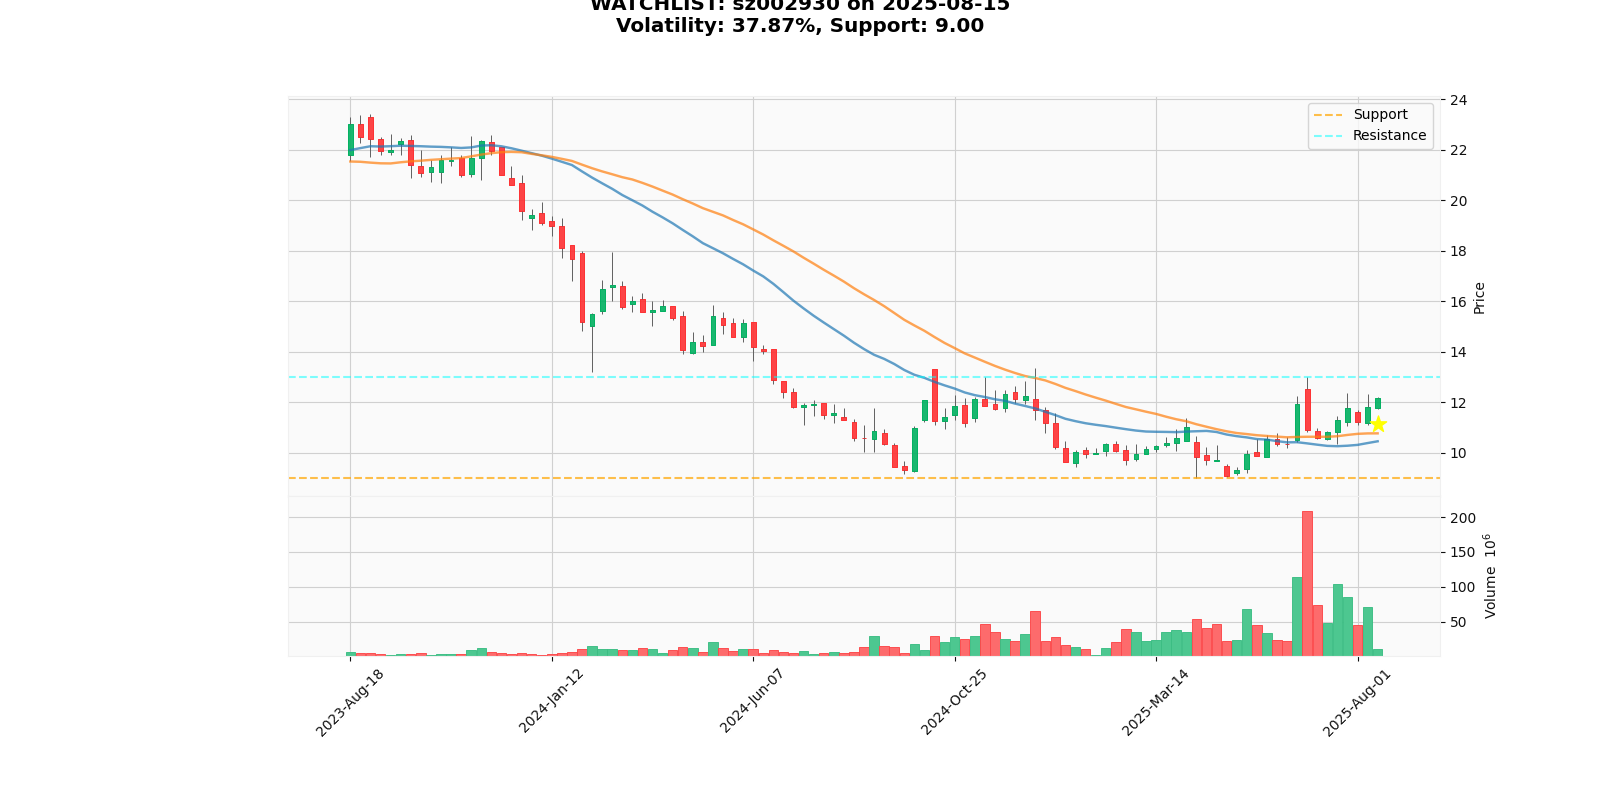 WATCHLIST: sz002930 on 2025-08-15
Volatility: 37.87%, Support: 9.00
Support
Resistance
24
22
20
18
16
14
12
10
Price
200
150
100
50
Volume 10⁶
2023-Aug-18
2024-Jan-12
2024-Jun-07
2024-Oct-25
2025-Mar-14
2025-Aug-01